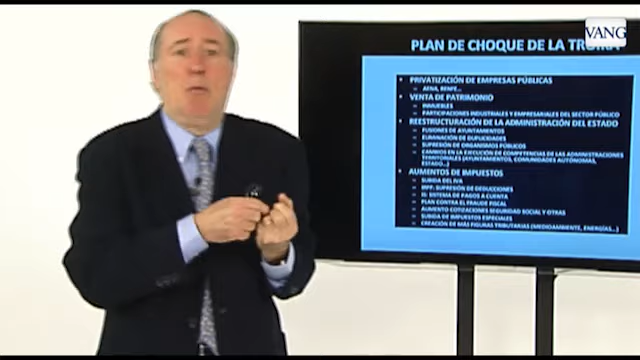 VANG
PLAN DE CHOQUE DE LA TROIKA
• PRIVATIZACIÓN DE EMPRESAS PÚBLICAS
– AENA, RENFE...
• VENTA DE PATRIMONIO
– INMUEBLES
– PARTICIPACIONES INDUSTRIALES Y EMPRESARIALES DEL SECTOR PÚBLICO
• REESTRUCTURACIÓN DE LA ADMINISTRACIÓN DEL ESTADO
– FUSIONES DE AYUNTAMIENTOS
– ELIMINACIÓN DE DUPLICIDADES
– SUPRESIÓN DE ORGANISMOS PÚBLICOS
– CAMBIOS EN LA EJECUCIÓN DE COMPETENCIAS DE LAS ADMINISTRACIONES
TERRITORIALES (AYUNTAMIENTOS, COMUNIDADES AUTÓNOMAS,
ESTADO...)
• AUMENTOS DE IMPUESTOS
– SUBIDA DEL IVA
– IRPF: SUPRESIÓN DE DEDUCCIONES
– IS: SISTEMA DE PAGOS A CUENTA
– PLAN CONTRA EL FRAUDE FISCAL
– AUMENTO COTIZACIONES SEGURIDAD SOCIAL Y OTRAS
– SUBIDA DE IMPUESTOS ESPECIALES
– CREACIÓN DE MÁS FIGURAS TRIBUTARIAS (MEDIOAMBIENTE, ENERGÍAS...)